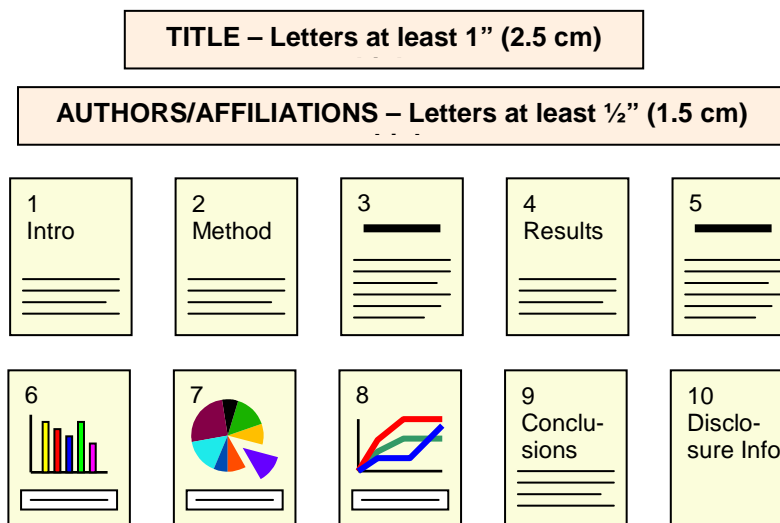 TITLE – Letters at least 1” (2.5 cm)
AUTHORS/AFFILIATIONS – Letters at least ½” (1.5 cm)
1
Intro
2
Method
3
4
Results
5
6
7
8
9
Conclu-
sions
10
Disclo-
sure Info